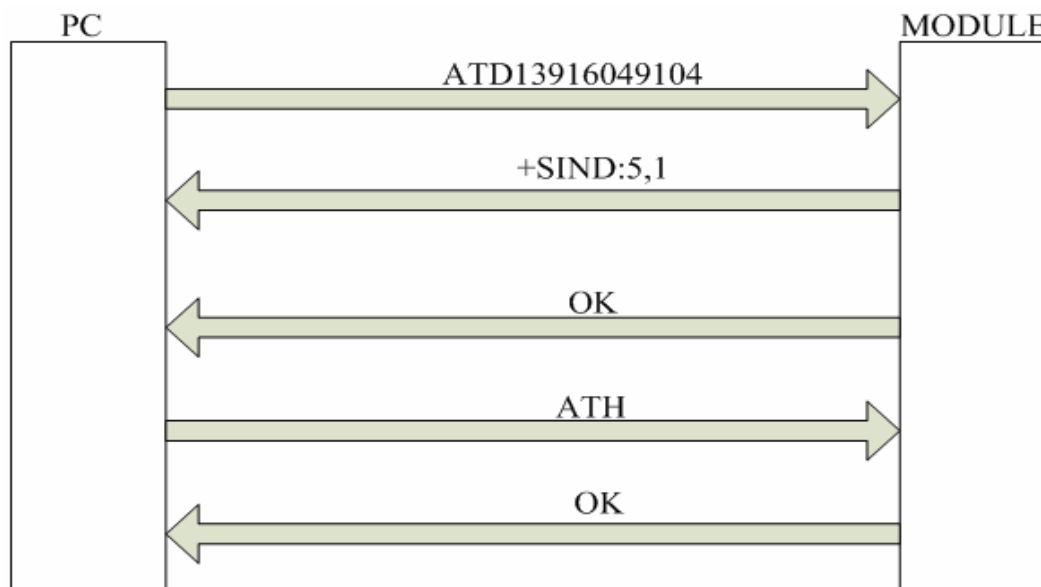 PC
MODULE
ATD13916049104
+SIND:5,1
OK
ATH
OK